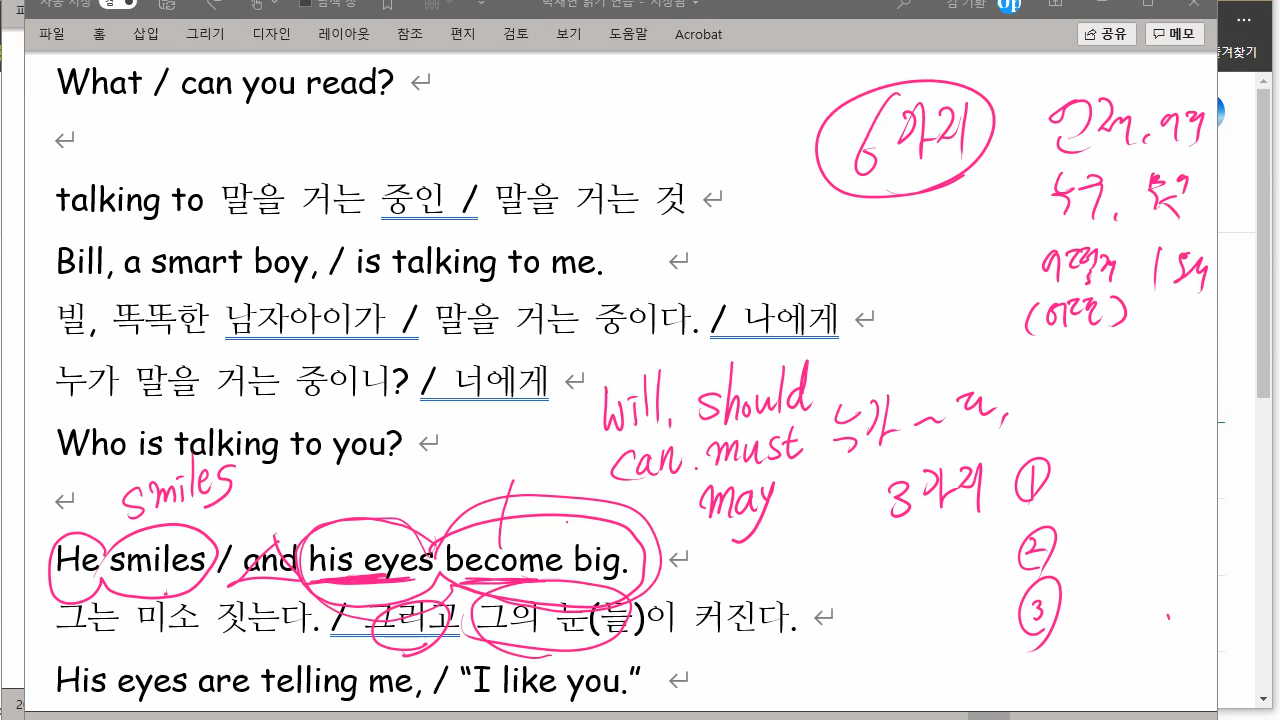 파일 홈 삽입 그리기 디자인 레이아웃 참조 편지 검토 보기 도움말 Acrobat 공유 메모
What / can you read?
talking to 말을 거는 중인 / 말을 거는 것
Bill, a smart boy, / is talking to me.
빌, 똑똑한 남자아이가 / 말을 거는 중이다. / 나에게
누가 말을 거는 중이니? / 너에게
Who is talking to you?
He smiles / and his eyes become big.
그는 미소 짓는다. / 그리고 그의 눈(들)이 커진다.
His eyes are telling me, / “I like you.”
6가지
누구,
will, should
can. must
may
누가 ~
3가지 ①
②
③
smiles